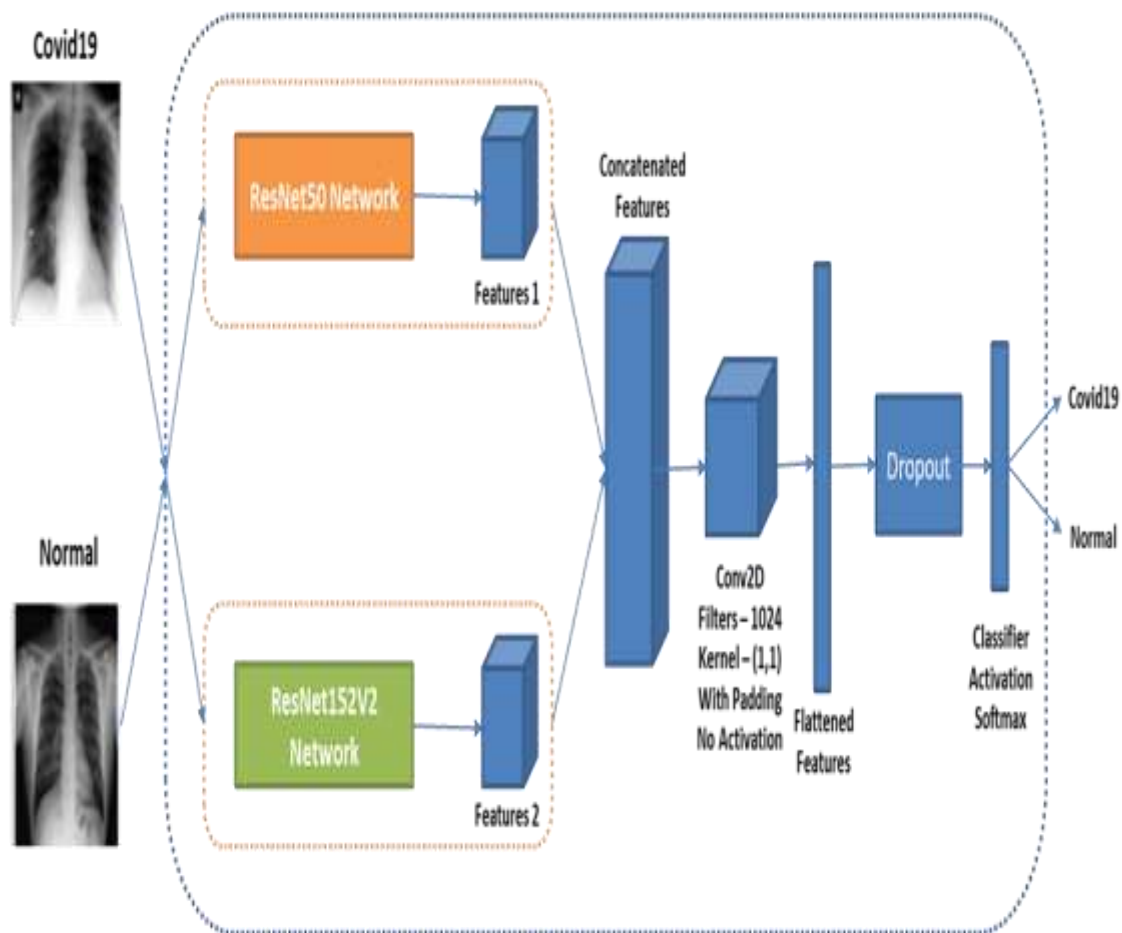 Covid19
Normal
ResNet50 Network
Features 1
ResNet152V2
Network
Features 2
Concatenated
Features
Conv2D
Filters – 1024
Kernel – (1,1)
With Padding
No Activation
Flattened
Features
Dropout
Classifier
Activation
Softmax
Covid19
Normal